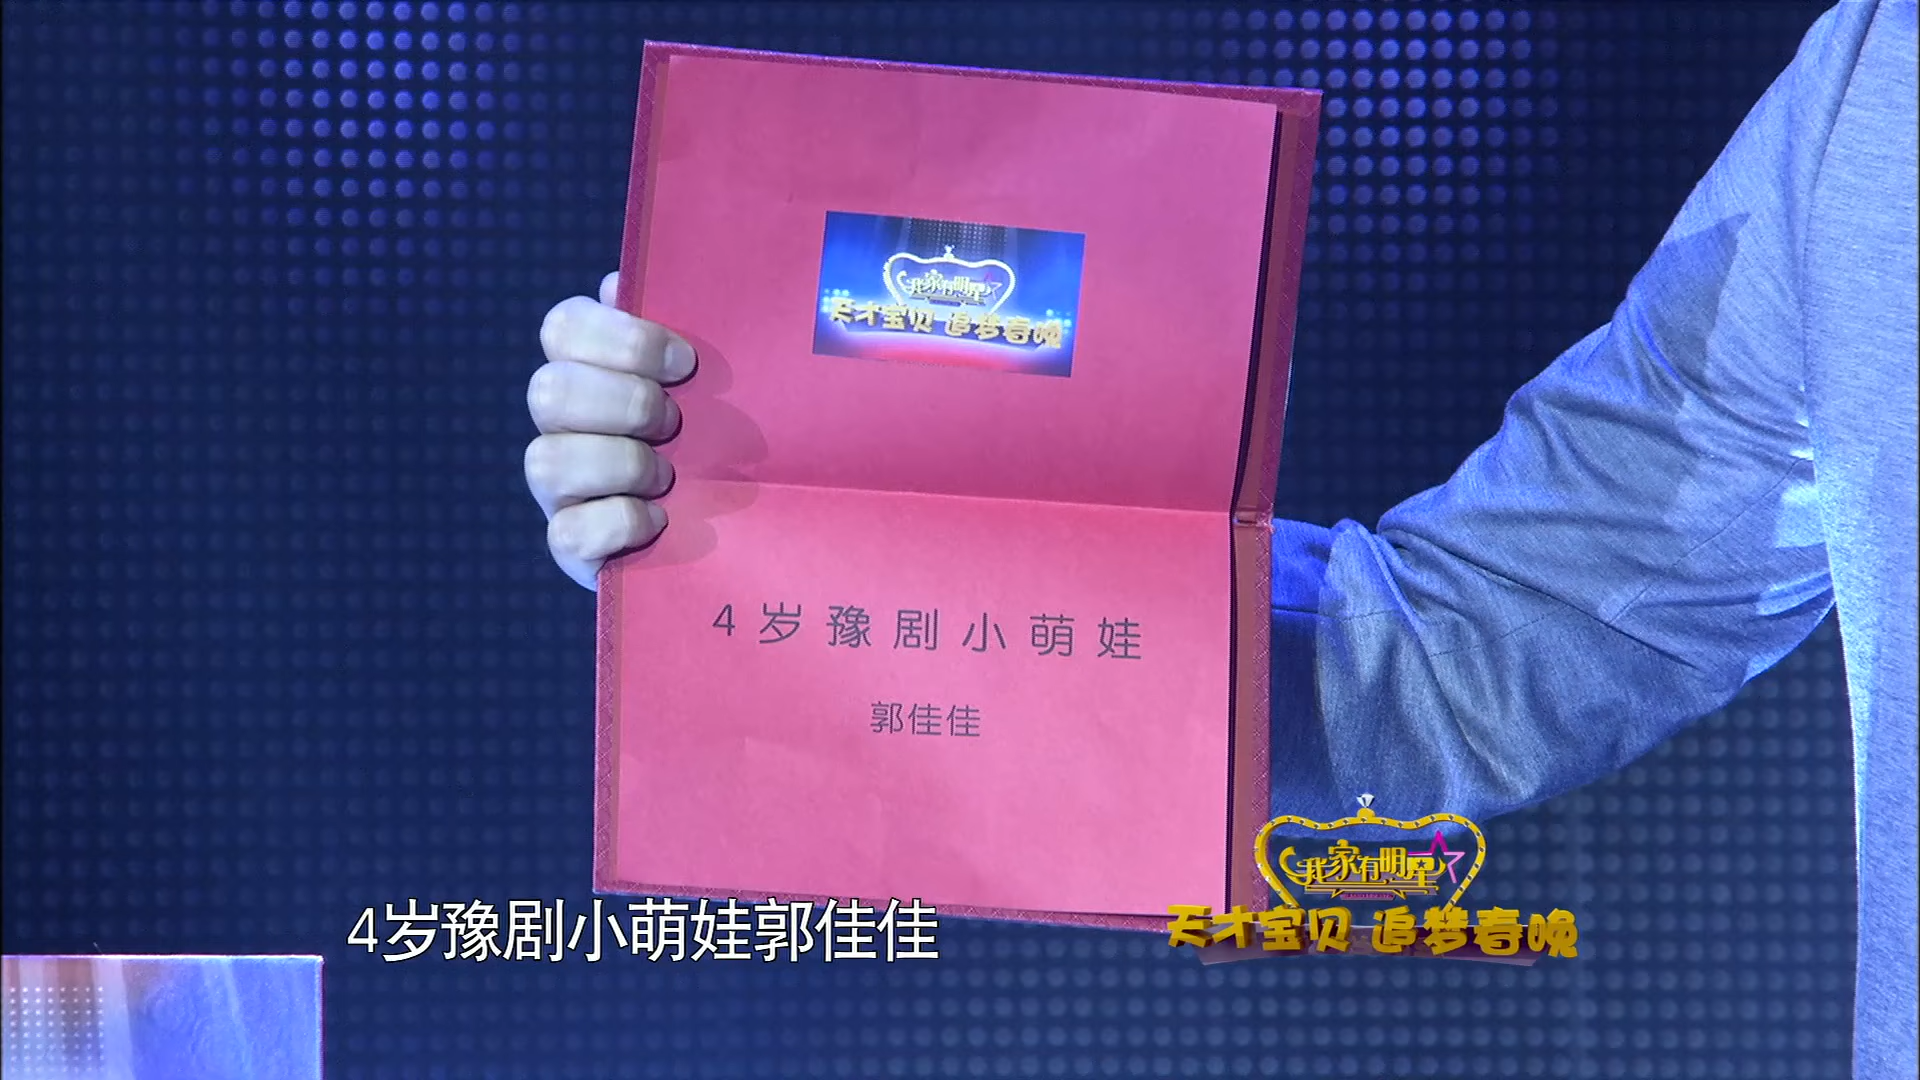 我家有明星
天才宝贝 追梦春晚
4岁豫剧小萌娃
郭佳佳
4岁豫剧小萌娃郭佳佳
我家有明星
天才宝贝 追梦春晚